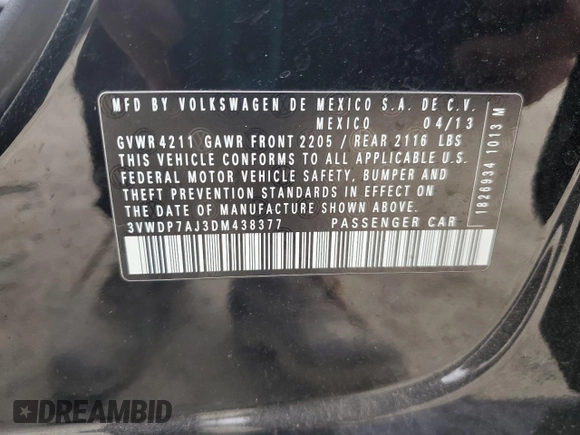 MFD BY VOLKSWAGEN DE MEXICO S.A. DE C.V.
MEXICO 04/13
GVWR 4211 GAWR FRONT 2205 / REAR 2116 LBS
THIS VEHICLE CONFORMS TO ALL APPLICABLE U.S.
FEDERAL MOTOR VEHICLE SAFETY, BUMPER AND
THEFT PREVENTION STANDARDS IN EFFECT ON
THE DATE OF MANUFACTURE SHOWN ABOVE.
3VWDP7AJ3DM438377 PASSENGER CAR
1826934 1013 M
DREAMBID